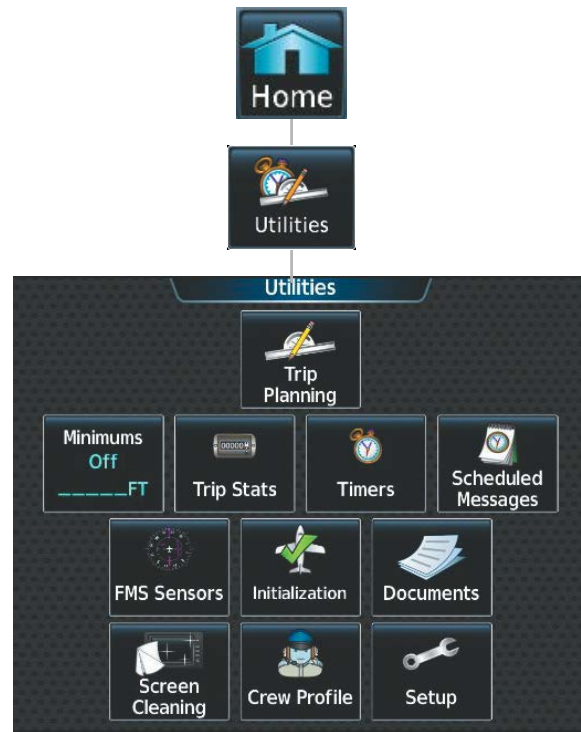 Home
Utilities
Utilities
Trip
Planning
Minimums
Off
_____FT
Trip Stats
Timers
Scheduled
Messages
FMS Sensors
Initialization
Documents
Screen
Cleaning
Crew Profile
Setup